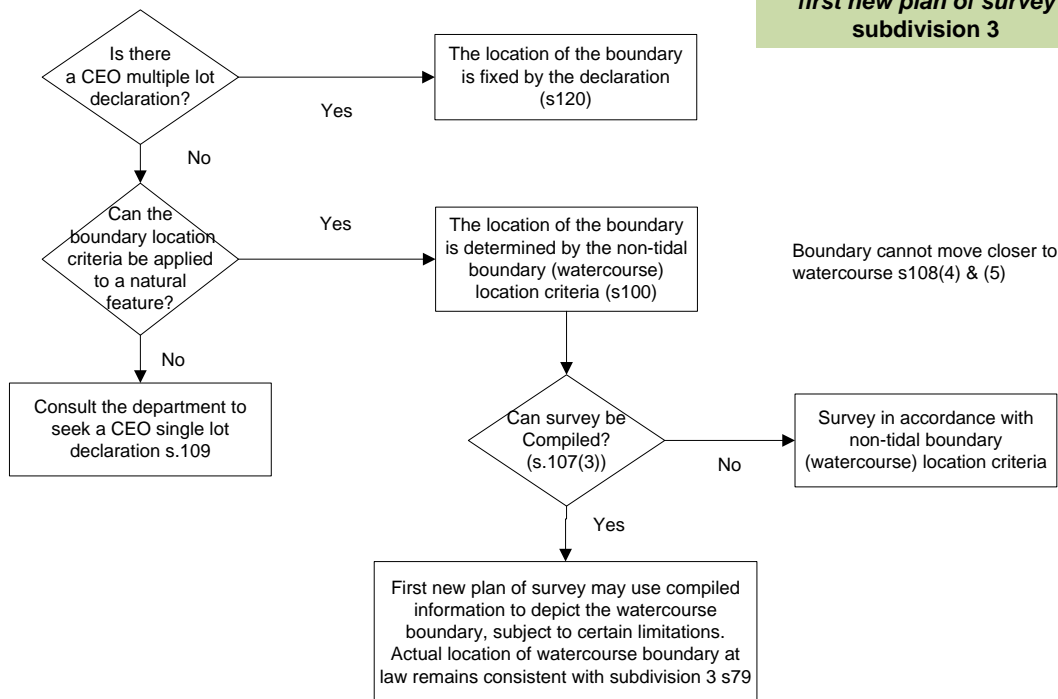 first new plan of survey
subdivision 3
Is there
a CEO multiple lot
declaration?
Yes
The location of the boundary
is fixed by the declaration
(s120)
No
Can the
boundary location
criteria be applied
to a natural
feature?
Yes
The location of the boundary
is determined by the non-tidal
boundary (watercourse)
location criteria (s100)
Boundary cannot move closer to
watercourse s108(4) & (5)
No
Consult the department to
seek a CEO single lot
declaration s.109
Can survey be
Compiled?
(s.107(3))
No
Survey in accordance with
non-tidal boundary
(watercourse) location criteria
Yes
First new plan of survey may use compiled
information to depict the watercourse
boundary, subject to certain limitations.
Actual location of watercourse boundary at
law remains consistent with subdivision 3 s79